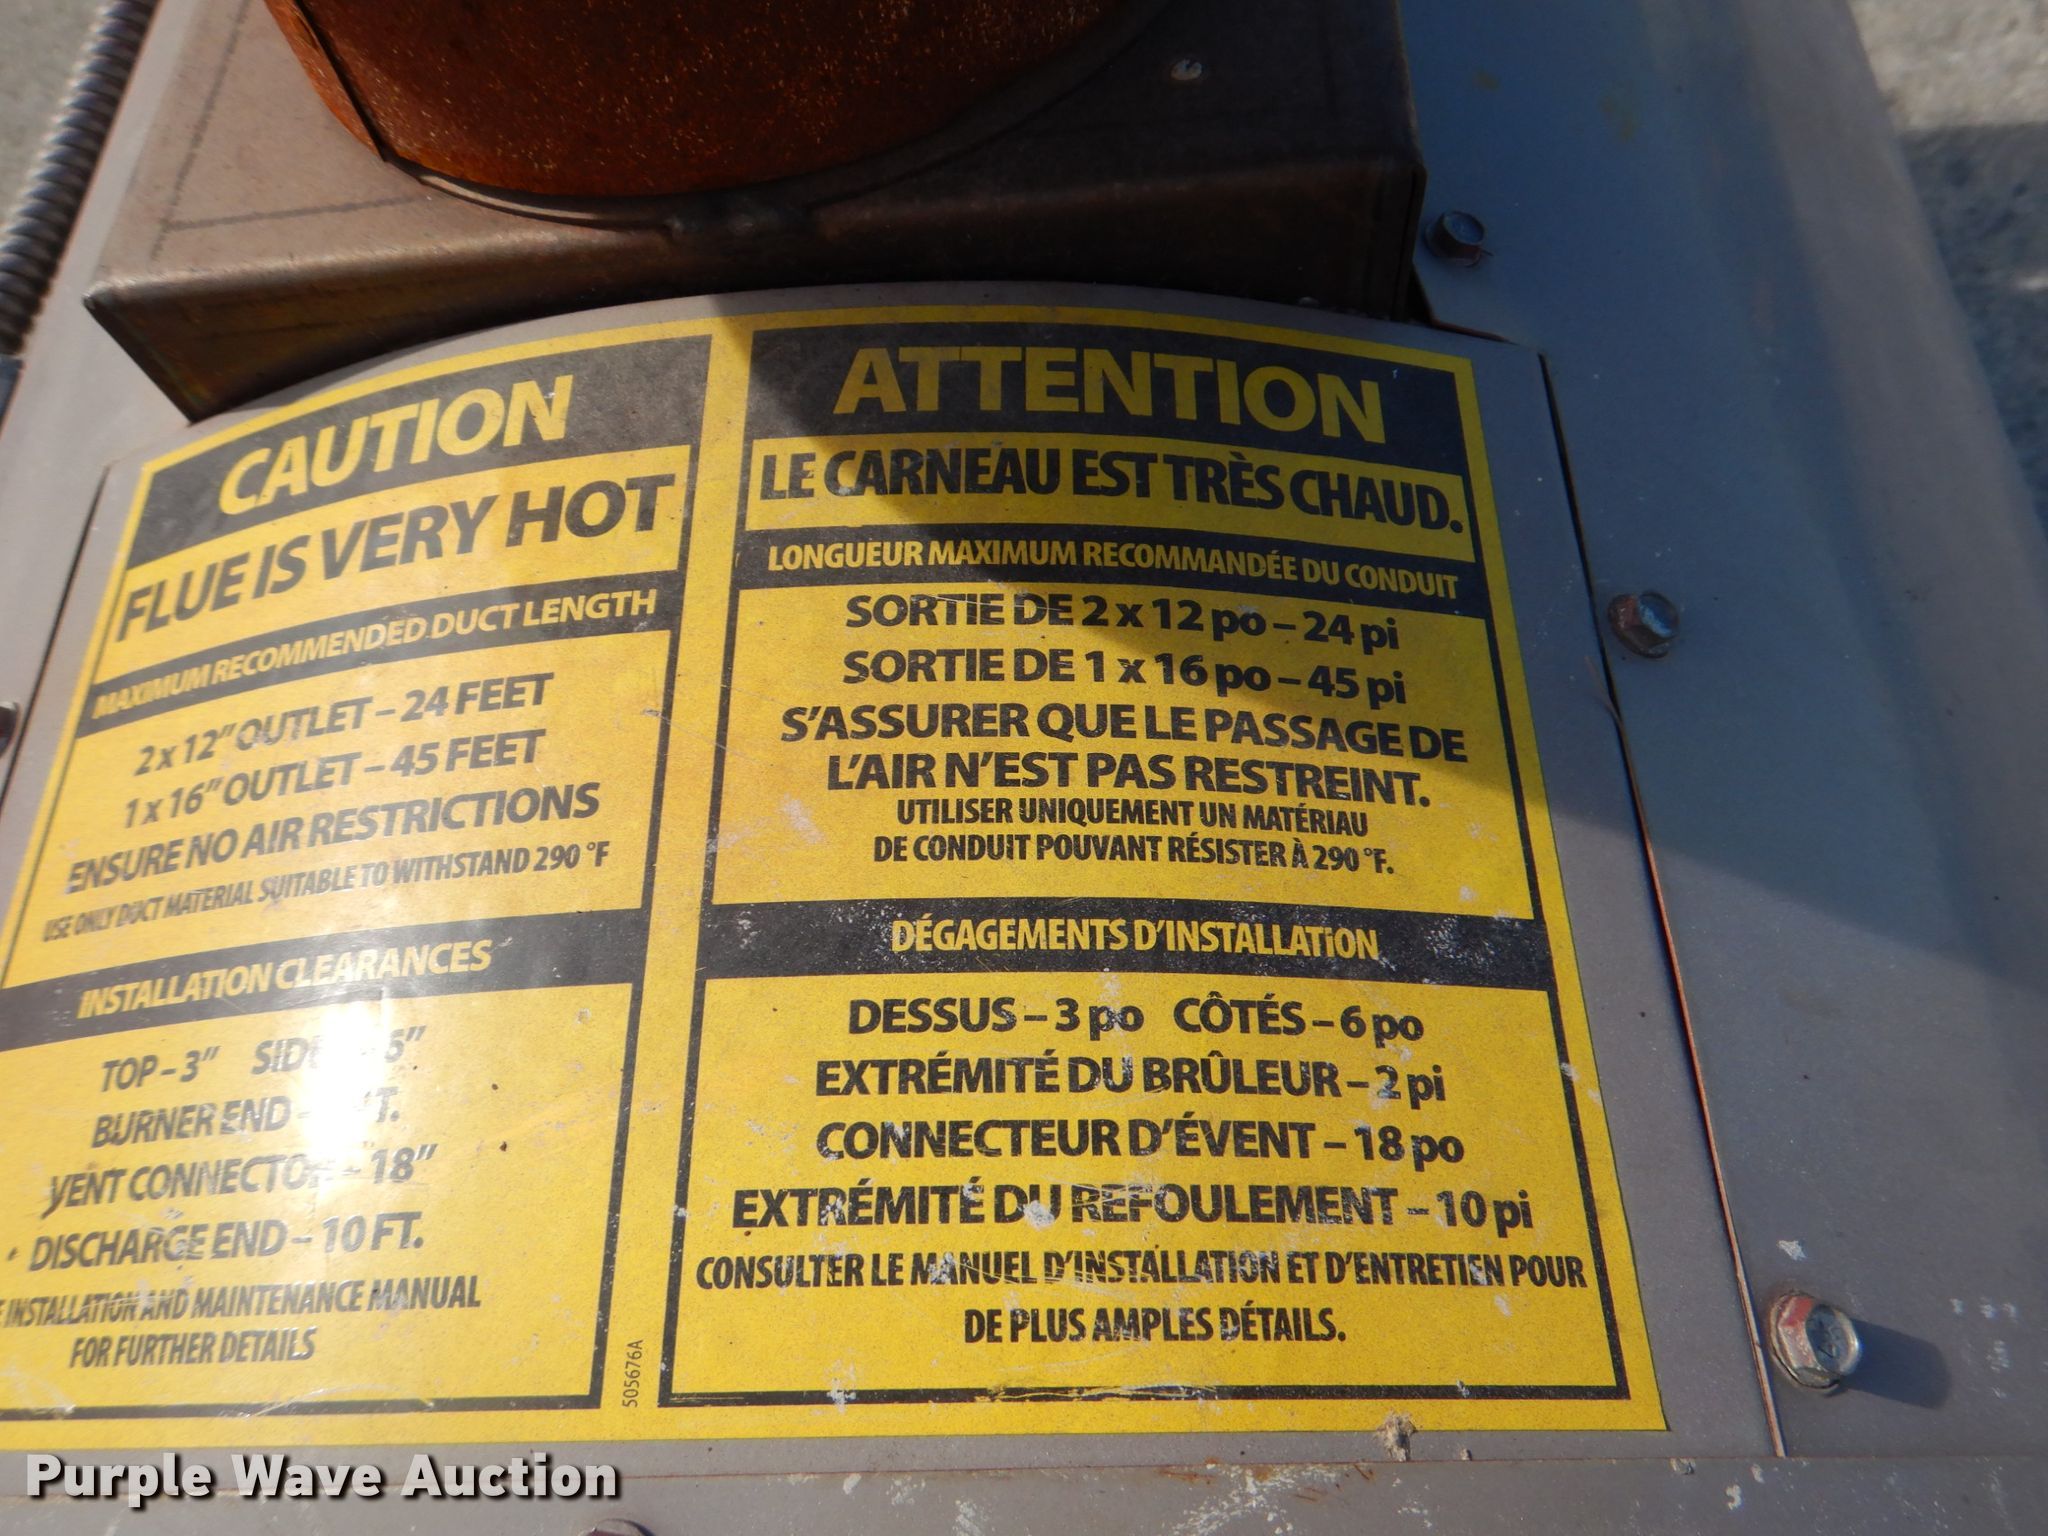 CAUTION
FLUE IS VERY HOT
MAXIMUM RECOMMENDED DUCT LENGTH
2 x 12" OUTLET – 24 FEET
1 x 16" OUTLET – 45 FEET
ENSURE NO AIR RESTRICTIONS
USE ONLY DUCT MATERIAL SUITABLE TO WITHSTAND 290 °F
INSTALLATION CLEARANCES
TOP – 3" 6"
BURNER END – FT.
VENT CONNECTOR – 18"
• DISCHARGE END – 10 FT.
INSTALLATION AND MAINTENANCE MANUAL
FOR FURTHER DETAILS
505676A
ATTENTION
LE CARNEAU EST TRÈS CHAUD.
LONGUEUR MAXIMUM RECOMMANDÉE DU CONDUIT
SORTIE DE 2 x 12 po – 24 pi
SORTIE DE 1 x 16 po – 45 pi
S'ASSURER QUE LE PASSAGE DE
L'AIR N'EST PAS RESTREINT.
UTILISER UNIQUEMENT UN MATÉRIAU
DE CONDUIT POUVANT RÉSISTER À 290 °F.
DÉGAGEMENTS D'INSTALLATION
DESSUS – 3 po CÔTÉS – 6 po
EXTRÉMITÉ DU BRÛLEUR – 2 pi
CONNECTEUR D'ÉVENT – 18 po
EXTRÉMITÉ DU REFOULEMENT – 10 pi
CONSULTER LE MANUEL D'INSTALLATION ET D'ENTRETIEN POUR
DE PLUS AMPLES DÉTAILS.
Purple Wave Auction